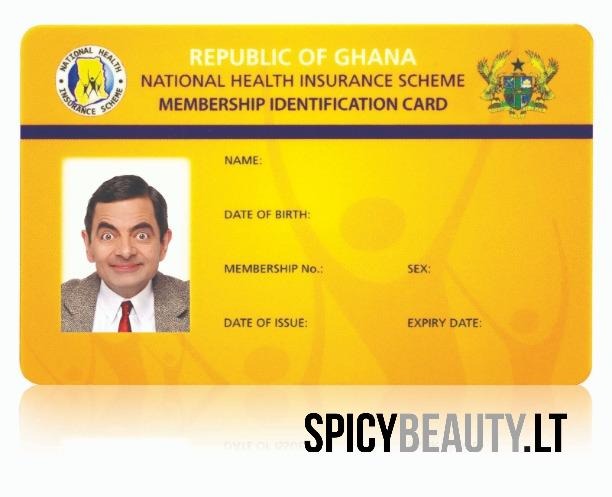 REPUBLIC OF GHANA
NATIONAL HEALTH INSURANCE SCHEME
MEMBERSHIP IDENTIFICATION CARD
NATIONAL HEALTH
INSURANCE SCHEME
NAME:
DATE OF BIRTH:
MEMBERSHIP No.: SEX:
DATE OF ISSUE: EXPIRY DATE:
SPICYBEAUTY.LT